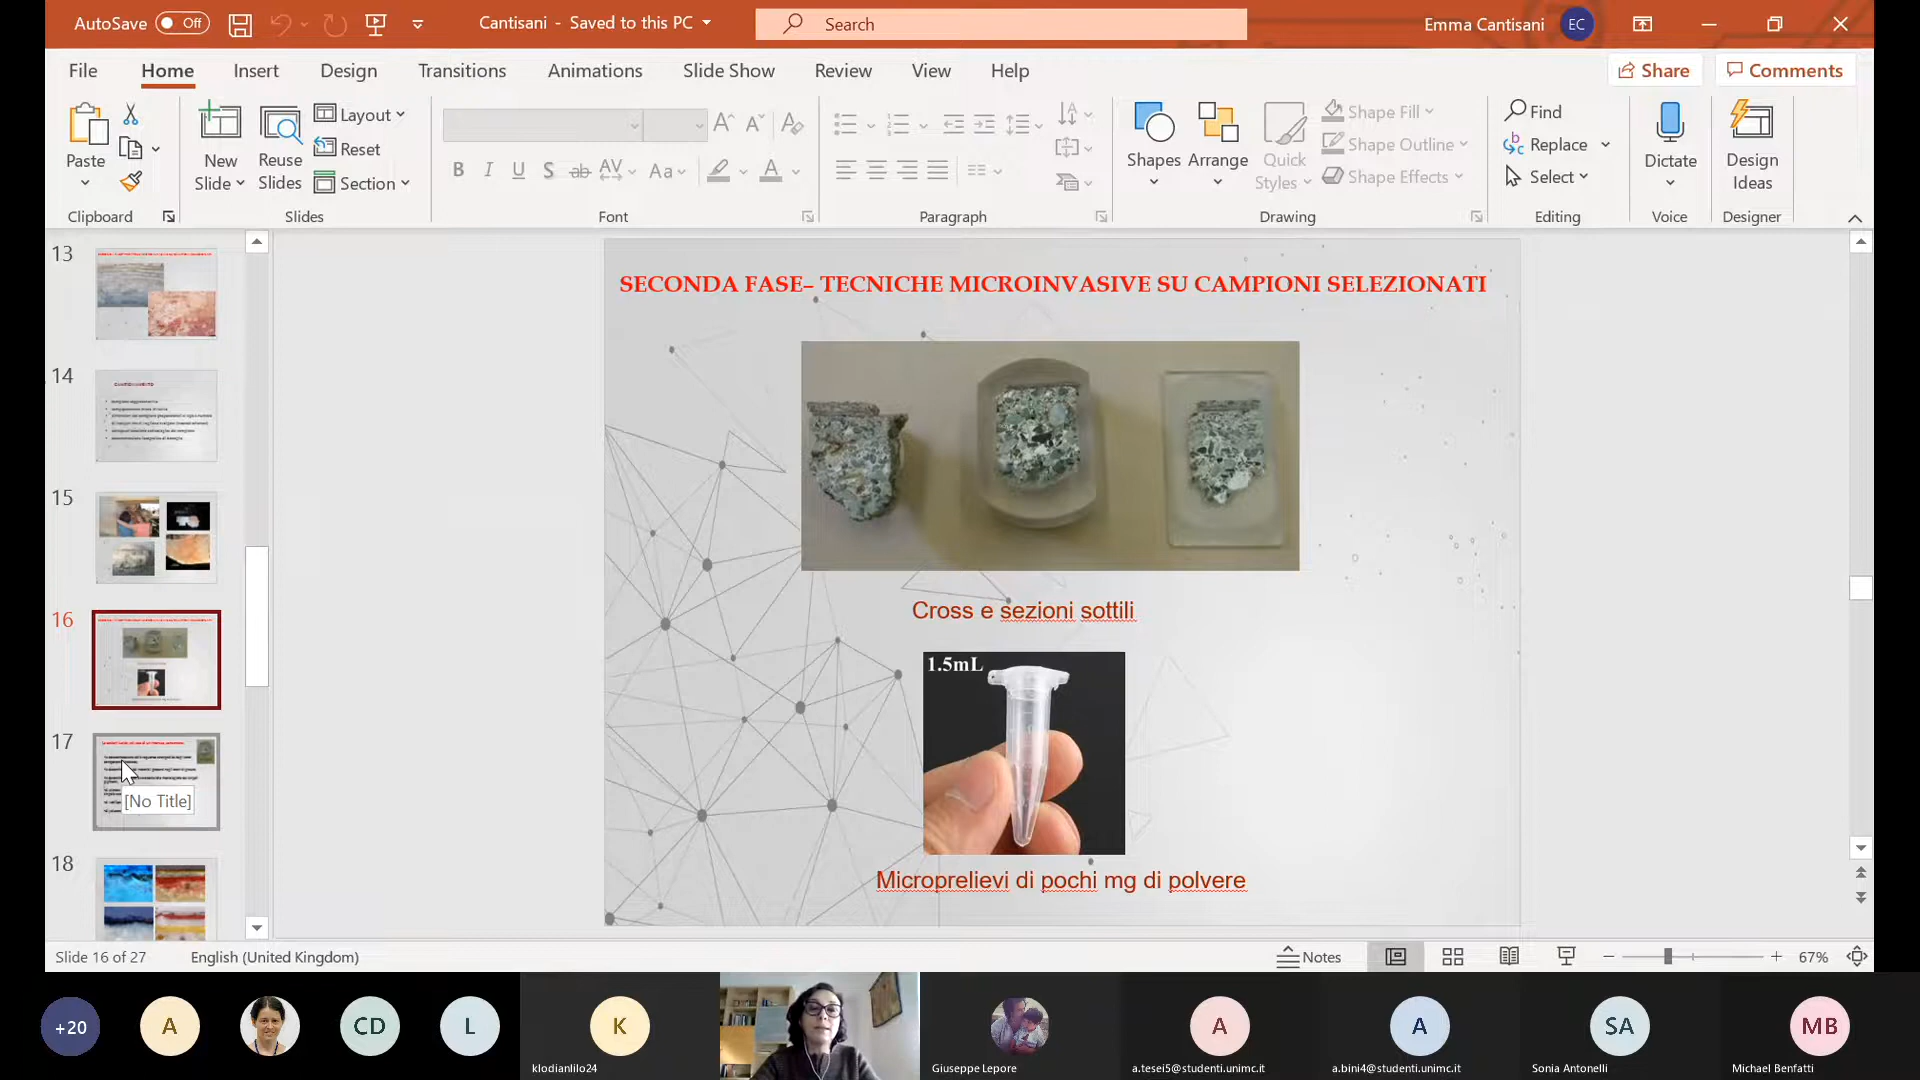 AutoSave Off
Cantisani - Saved to this PC
Search
Emma Cantisani EC
File Home Insert Design Transitions Animations Slide Show Review View Help
Share Comments
Paste
New Slide
Reuse Slides
Layout
Reset
Section
B I U S ab AV Aa A
Shapes
Arrange
Quick Styles
Shape Fill
Shape Outline
Shape Effects
Find
Replace
Select
Dictate
Design Ideas
Clipboard Slides Font Paragraph Drawing Editing Voice Designer
13
14
15
16
17
[No Title]
18
SECONDA FASE– TECNICHE MICROINVASIVE SU CAMPIONI SELEZIONATI
Cross e sezioni sottili
1.5mL
Microprelievi di pochi mg di polvere
Slide 16 of 27 English (United Kingdom) Notes 67%
+20 A CD L K A A SA MB
klodianlilo24
Giuseppe Lepore
a.tesei5@studenti.unimc.it
a.bini4@studenti.unimc.it
Sonia Antonelli
Michael Benfatti